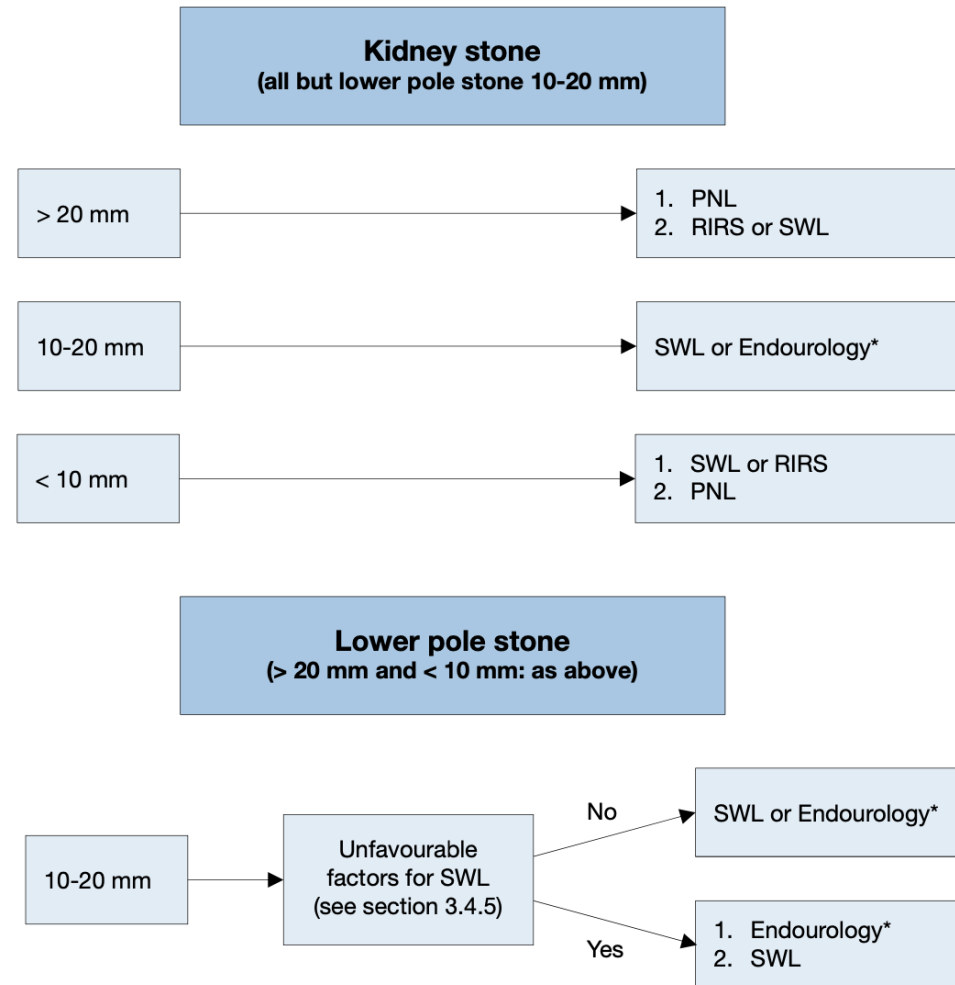 Kidney stone
(all but lower pole stone 10-20 mm)
> 20 mm
1. PNL
2. RIRS or SWL
10-20 mm
SWL or Endourology*
< 10 mm
1. SWL or RIRS
2. PNL
Lower pole stone
(> 20 mm and < 10 mm: as above)
10-20 mm
Unfavourable
factors for SWL
(see section 3.4.5)
No
SWL or Endourology*
Yes
1. Endourology*
2. SWL